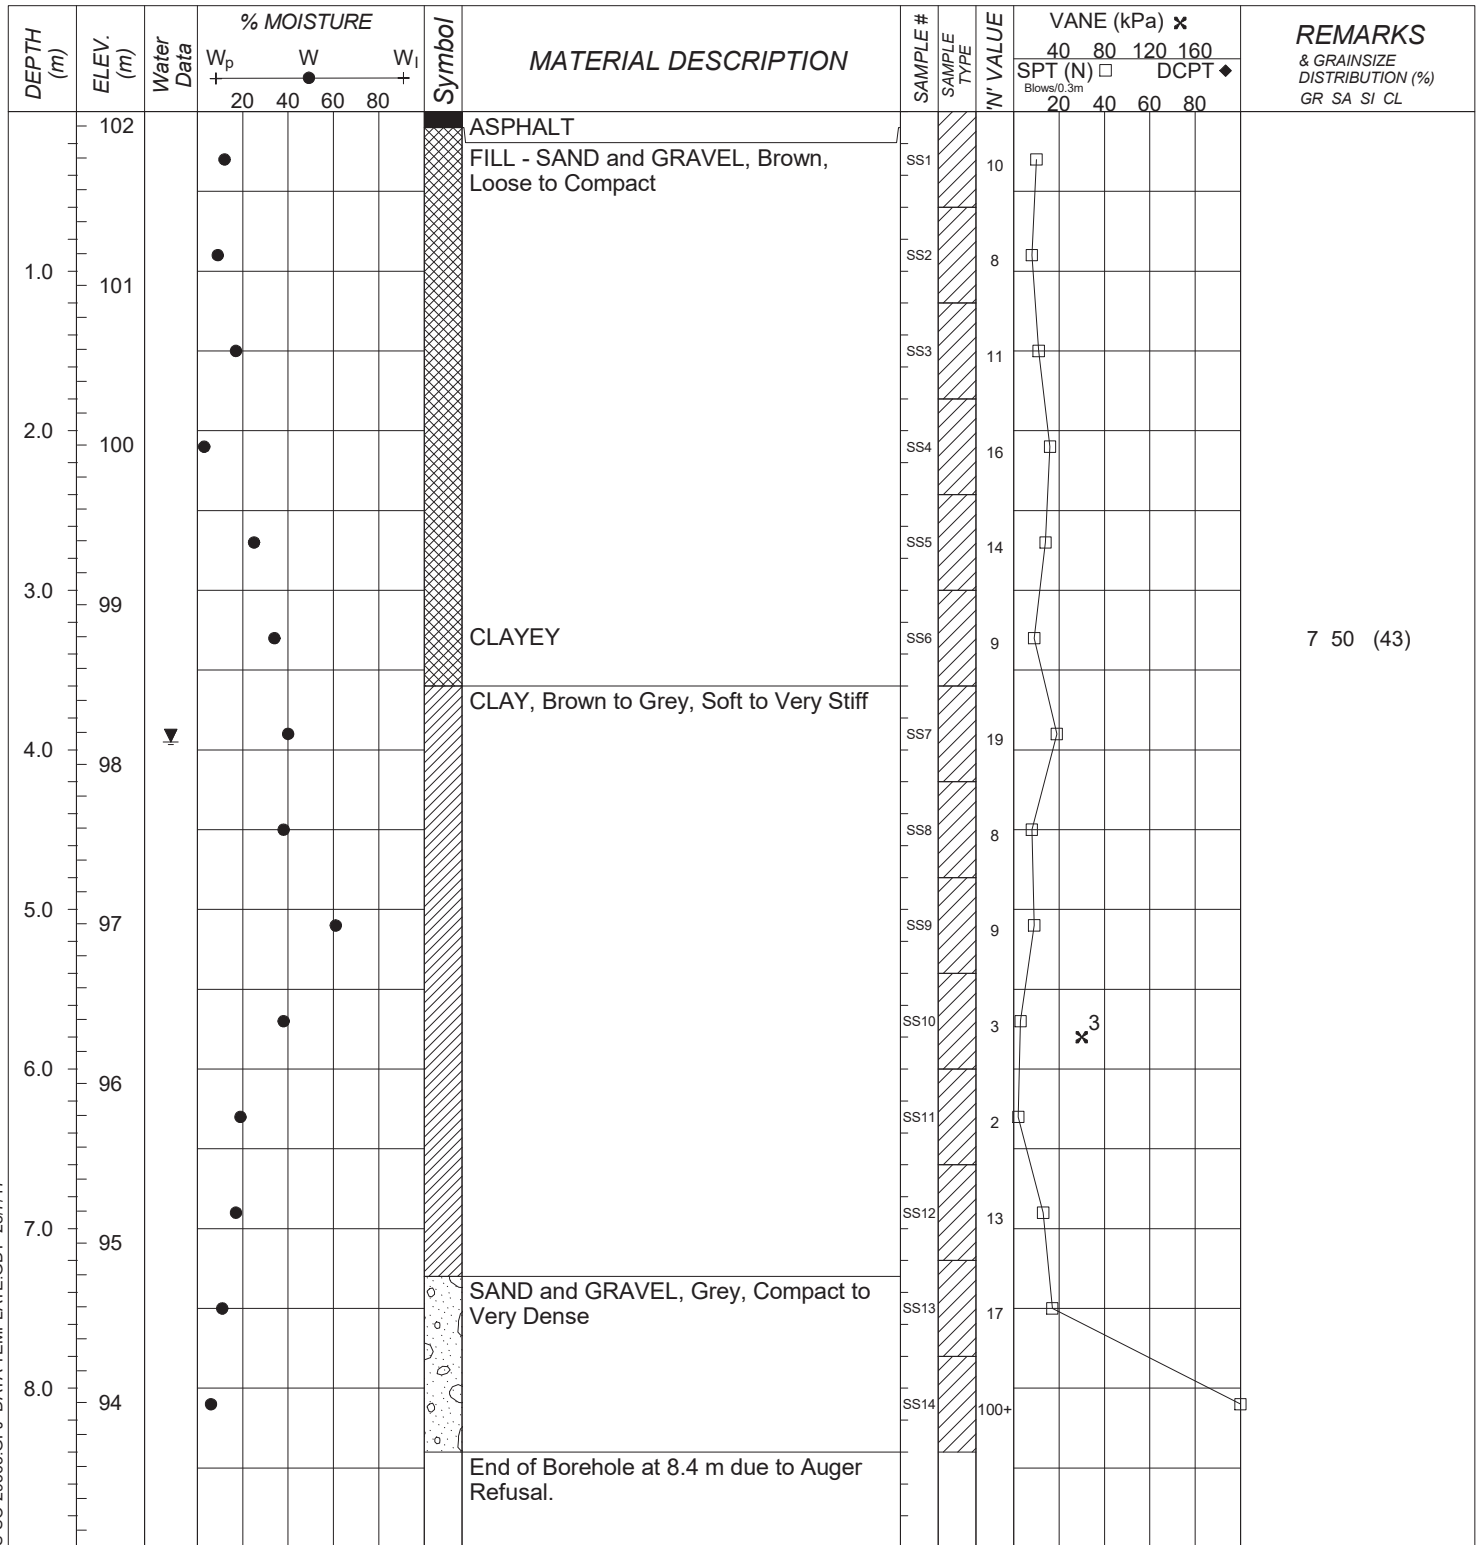 DEPTH (m)
ELEV. (m)
Water Data
% MOISTURE
Wp W Wl
20 40 60 80
Symbol
MATERIAL DESCRIPTION
SAMPLE #
SAMPLE TYPE
'N' VALUE
VANE (kPa)
40 80 120 160
SPT (N) DCPT
Blows/0.3m
20 40 60 80
REMARKS
& GRAINSIZE
DISTRIBUTION (%)
GR SA SI CL
102
ASPHALT
FILL - SAND and GRAVEL, Brown,
Loose to Compact
SS1 10
SS2 8
1.0
101
SS3 11
2.0
100
SS4 16
SS5 14
3.0
99
CLAYEY
SS6 9
7 50 (43)
CLAY, Brown to Grey, Soft to Very Stiff
SS7 19
4.0
98
SS8 8
5.0
97
SS9 9
SS10 3
3
6.0
96
SS11 2
SS12 13
7.0
95
SAND and GRAVEL, Grey, Compact to
Very Dense
SS13 17
8.0
94
SS14 100+
End of Borehole at 8.4 m due to Auger
Refusal.